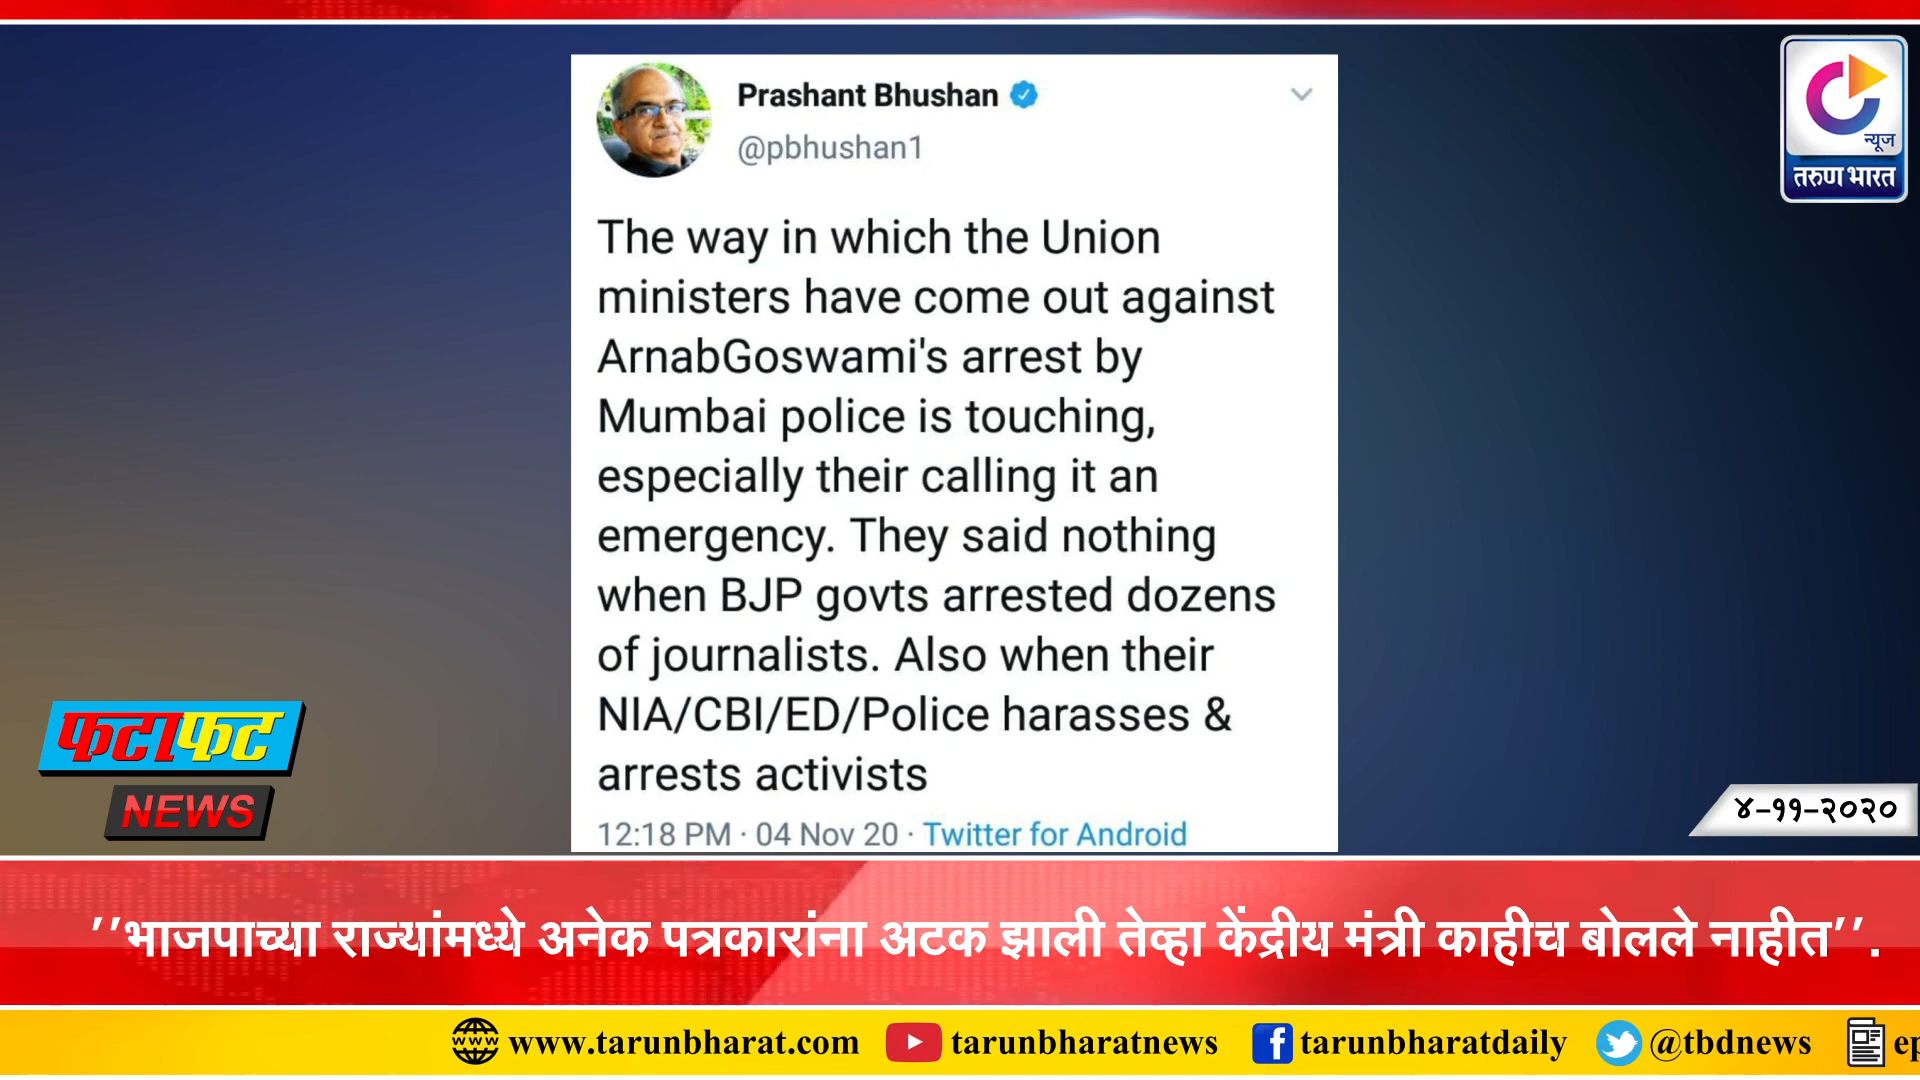 Prashant Bhushan
@pbhushan1
The way in which the Union
ministers have come out against
ArnabGoswami's arrest by
Mumbai police is touching,
especially their calling it an
emergency. They said nothing
when BJP govts arrested dozens
of journalists. Also when their
NIA/CBI/ED/Police harasses &
arrests activists
12:18 PM · 04 Nov 20 · Twitter for Android
न्यूज
तरुण भारत
फटाफट
NEWS
४-११-२०२०
’’भाजपाच्या राज्यांमध्ये अनेक पत्रकारांना अटक झाली तेव्हा केंद्रीय मंत्री काहीच बोलले नाहीत’’.
www www.tarunbharat.com tarunbharatnews tarunbharatdaily @tbdnews